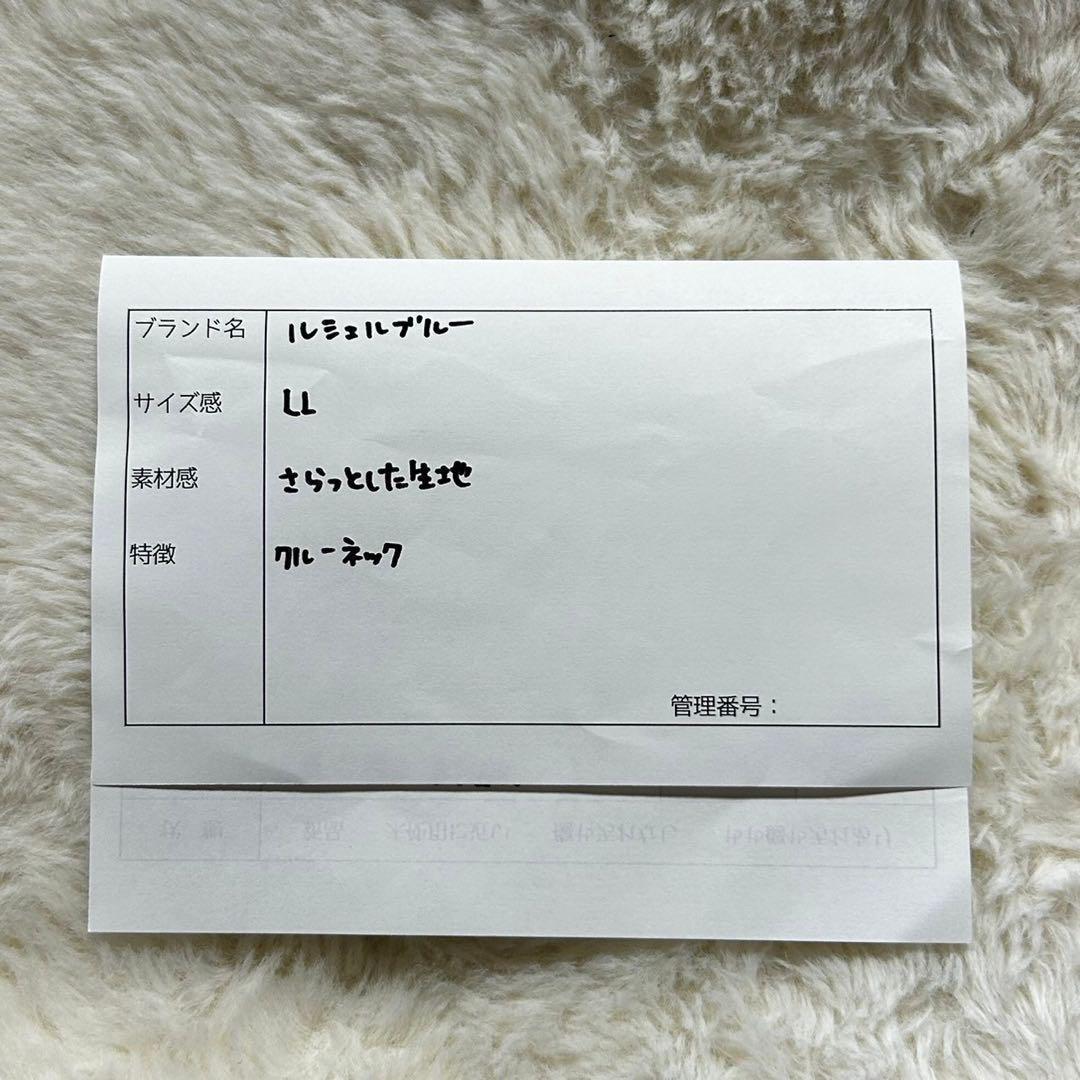 ブランド名 ルシェルブルー
サイズ感 LL
素材感 さらっとした生地
特徴 クルーネック
管理番号：